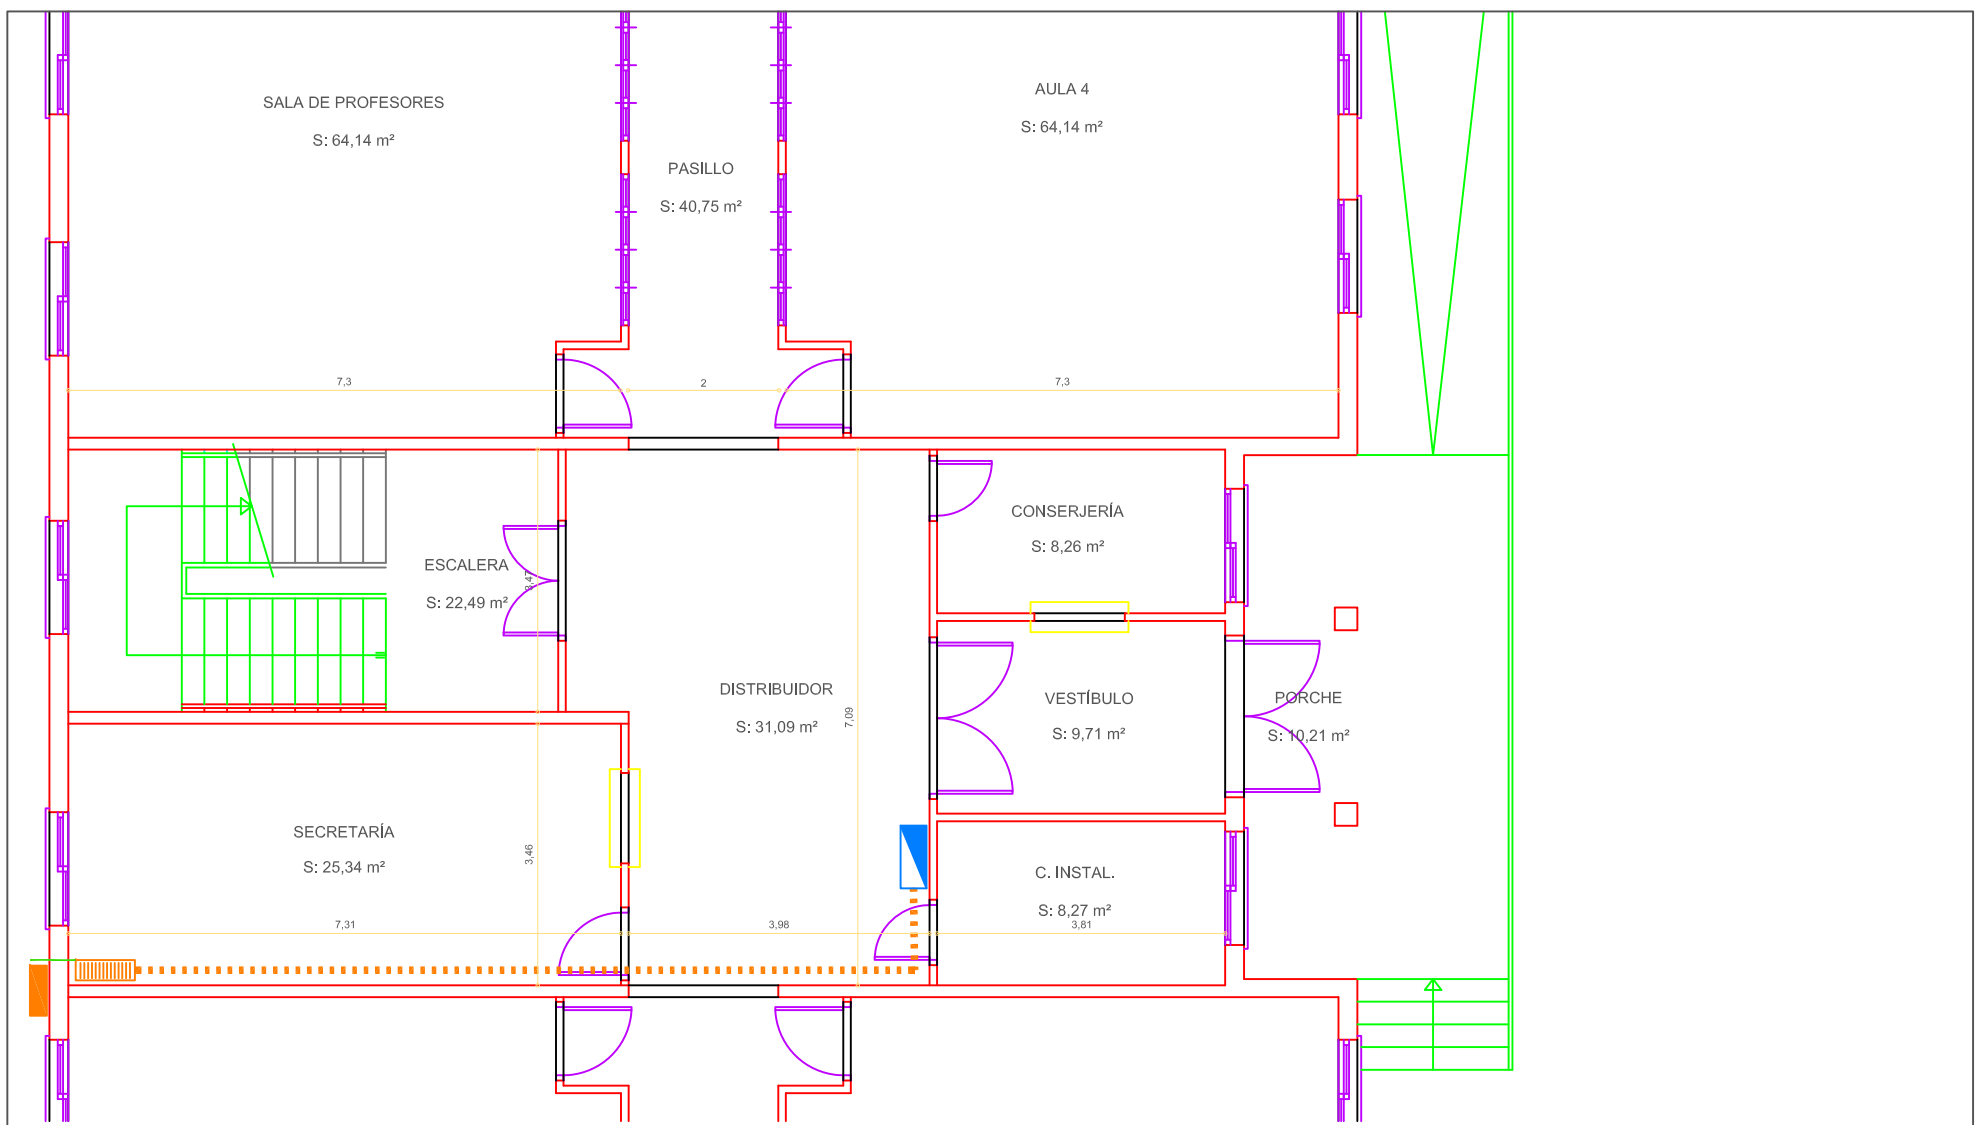 SALA DE PROFESORES
S: 64,14 m²
AULA 4
S: 64,14 m²
PASILLO
S: 40,75 m²
7,3
2
7,3
ESCALERA
S: 22,49 m²
3,47
CONSERJERÍA
S: 8,26 m²
DISTRIBUIDOR
S: 31,09 m²
7,09
VESTÍBULO
S: 9,71 m²
PORCHE
S: 10,21 m²
SECRETARÍA
S: 25,34 m²
3,46
C. INSTAL.
S: 8,27 m²
7,31
3,98
3,81